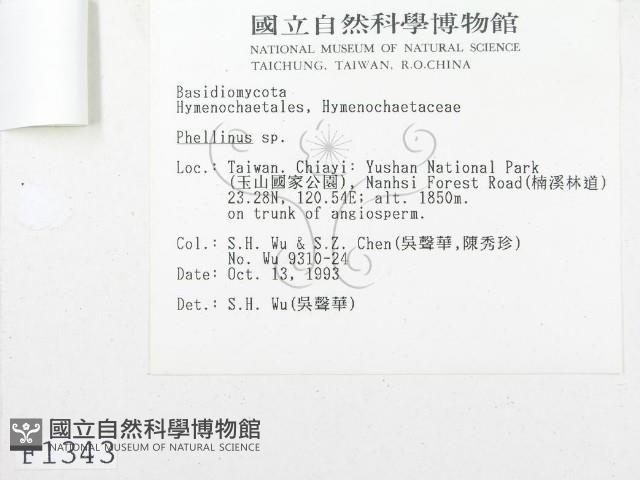 國立自然科學博物館
NATIONAL MUSEUM OF NATURAL SCIENCE
TAICHUNG, TAIWAN, R.O.CHINA
Basidiomycota
Hymenochaetales, Hymenochaetaceae
Phellinus sp.
Loc.: Taiwan. Chiayi: Yushan National Park
(玉山國家公園), Nanhsi Forest Road(楠溪林道)
23.28N, 120.54E; alt. 1850m.
on trunk of angiosperm.
Col.: S.H. Wu & S.Z. Chen(吳聲華,陳秀珍)
No. Wu 9310-24
Date: Oct. 13, 1993
Det.: S.H. Wu(吳聲華)
國立自然科學博物館
NATIONAL MUSEUM OF NATURAL SCIENCE
F1343